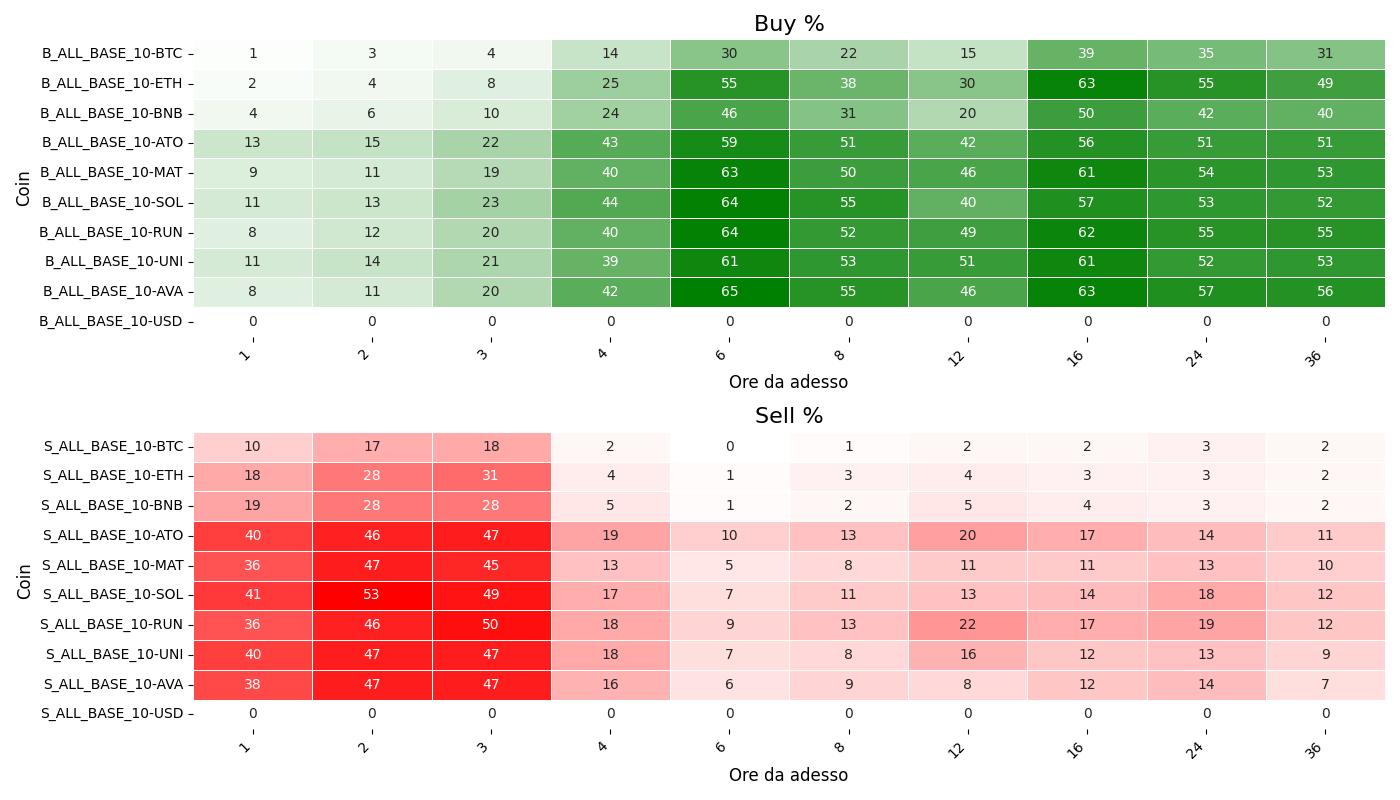 Buy %
Coin
B_ALL_BASE_10-BTC 1 3 4 14 30 22 15 39 35 31
B_ALL_BASE_10-ETH 2 4 8 25 55 38 30 63 55 49
B_ALL_BASE_10-BNB 4 6 10 24 46 31 20 50 42 40
B_ALL_BASE_10-ATO 13 15 22 43 59 51 42 56 51 51
B_ALL_BASE_10-MAT 9 11 19 40 63 50 46 61 54 53
B_ALL_BASE_10-SOL 11 13 23 44 64 55 40 57 53 52
B_ALL_BASE_10-RUN 8 12 20 40 64 52 49 62 55 55
B_ALL_BASE_10-UNI 11 14 21 39 61 53 51 61 52 53
B_ALL_BASE_10-AVA 8 11 20 42 65 55 46 63 57 56
B_ALL_BASE_10-USD 0 0 0 0 0 0 0 0 0 0
1 2 3 4 6 8 12 16 24 36
Ore da adesso
Sell %
Coin
S_ALL_BASE_10-BTC 10 17 18 2 0 1 2 2 3 2
S_ALL_BASE_10-ETH 18 28 31 4 1 3 4 3 3 2
S_ALL_BASE_10-BNB 19 28 28 5 1 2 5 4 3 2
S_ALL_BASE_10-ATO 40 46 47 19 10 13 20 17 14 11
S_ALL_BASE_10-MAT 36 47 45 13 5 8 11 11 13 10
S_ALL_BASE_10-SOL 41 53 49 17 7 11 13 14 18 12
S_ALL_BASE_10-RUN 36 46 50 18 9 13 22 17 19 12
S_ALL_BASE_10-UNI 40 47 47 18 7 8 16 12 13 9
S_ALL_BASE_10-AVA 38 47 47 16 6 9 8 12 14 7
S_ALL_BASE_10-USD 0 0 0 0 0 0 0 0 0 0
1 2 3 4 6 8 12 16 24 36
Ore da adesso